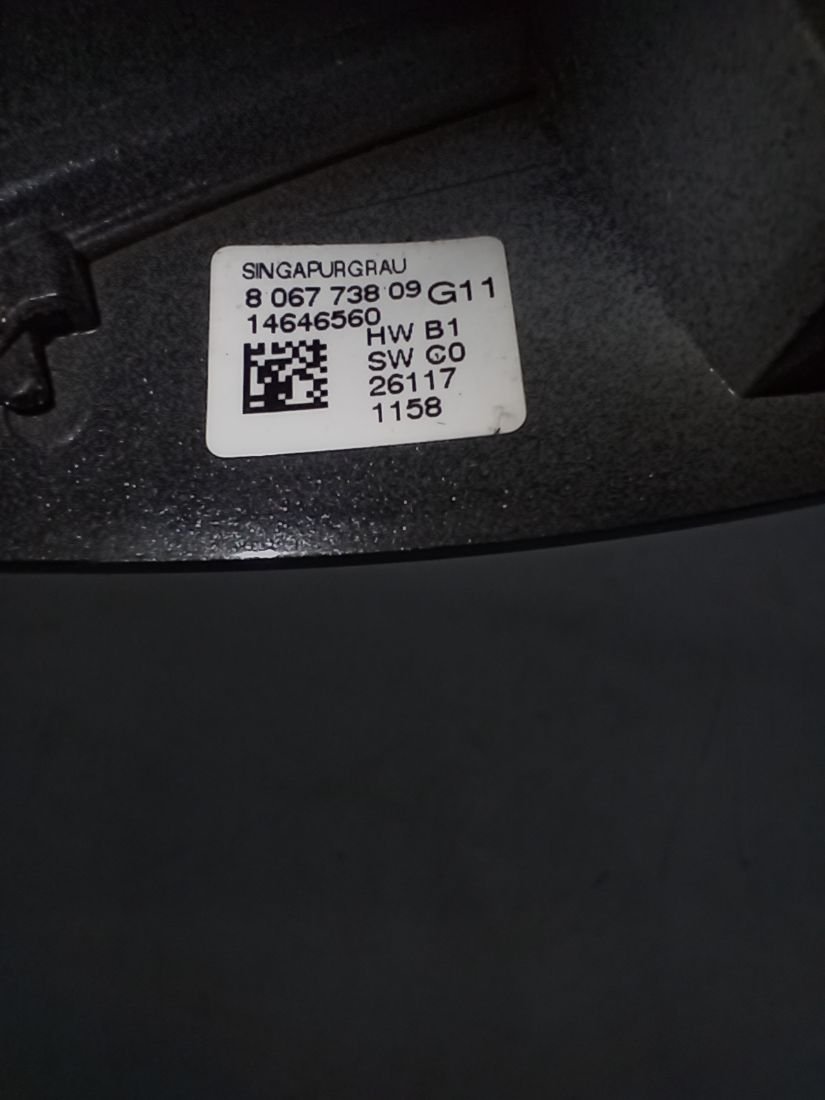 SINGAPURGRAU
8 067 738 09 G11
14646560
HW B1
SW C0
26117
1158